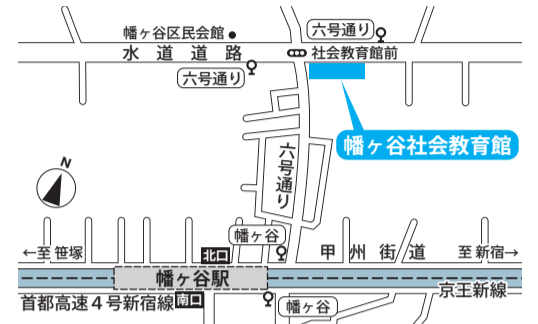 六号通り
幡ヶ谷区民会館
水道道路
社会教育館前
六号通り
幡ヶ谷社会教育館
N
六号通り
幡ヶ谷
北口
甲州街道
←至 笹塚
至 新宿→
幡ヶ谷駅
京王新線
首都高速4号新宿線
南口
幡ヶ谷